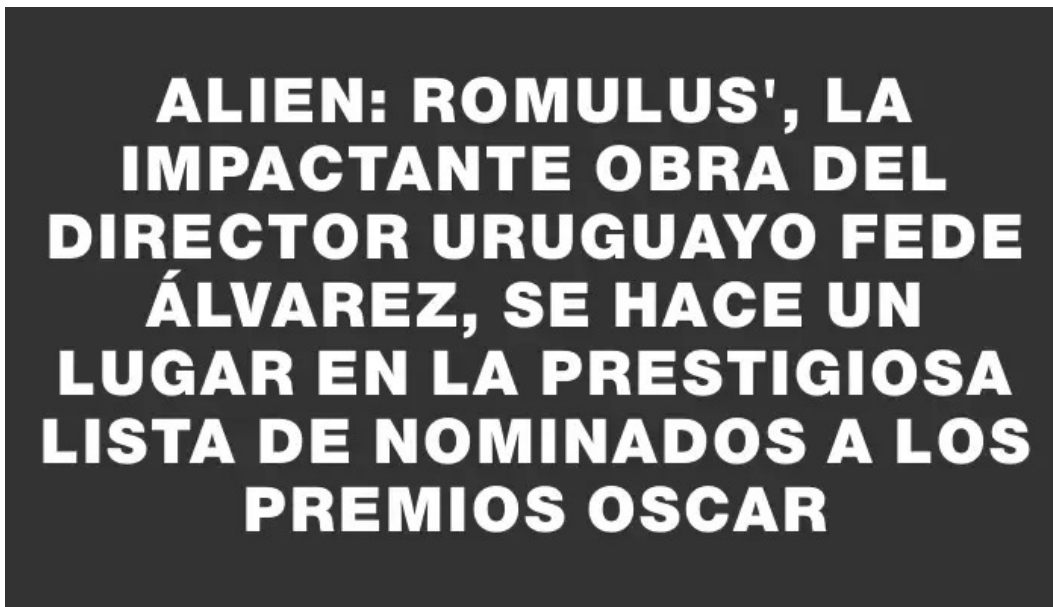 ALIEN: ROMULUS', LA
IMPACTANTE OBRA DEL
DIRECTOR URUGUAYO FEDE
ÁLVAREZ, SE HACE UN
LUGAR EN LA PRESTIGIOSA
LISTA DE NOMINADOS A LOS
PREMIOS OSCAR